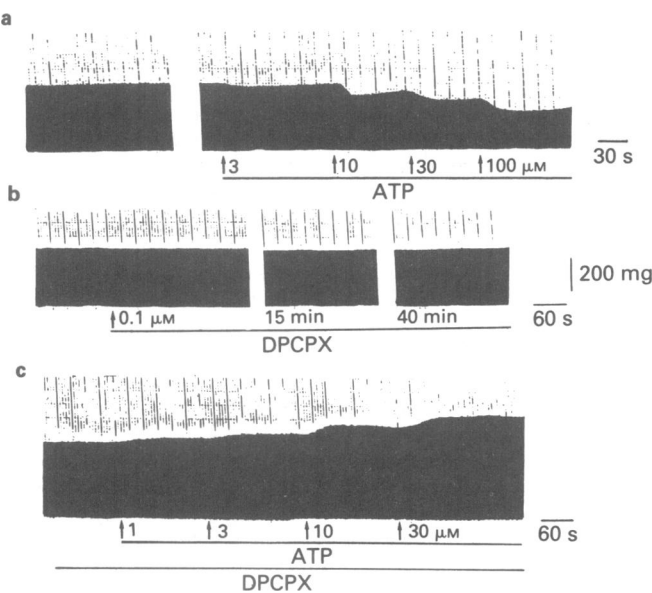 a
↑3 ↑10 ↑30 ↑100 μM
30 s
ATP
b
200 mg
↑0.1 μM 15 min 40 min
60 s
DPCPX
c
↑1 ↑3 ↑10 ↑30 μM
60 s
ATP
DPCPX